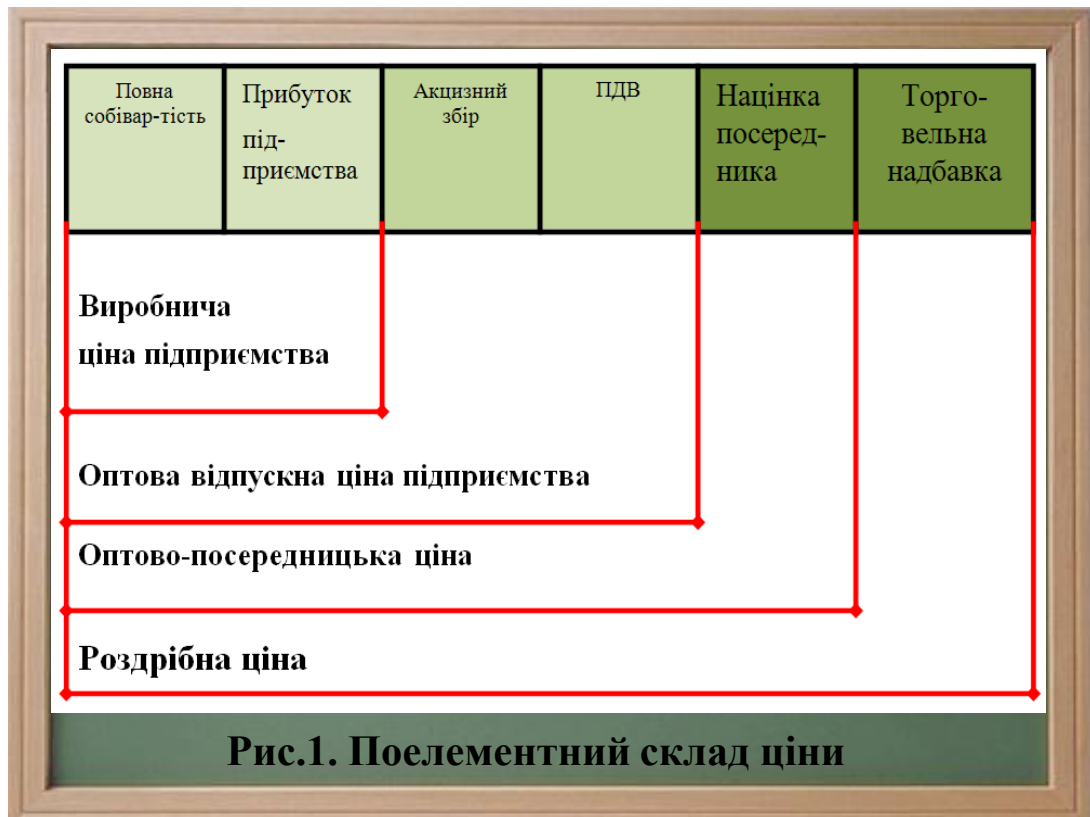 Повна
собівар-тість
Прибуток
під-
приємства
Акцизний
збір
ПДВ
Націнка
посеред-
ника
Торго-
вельна
надбавка
Виробнича
ціна підприємства
Оптова відпускна ціна підприємства
Оптово-посередницька ціна
Роздрібна ціна
Рис.1. Поелементний склад ціни